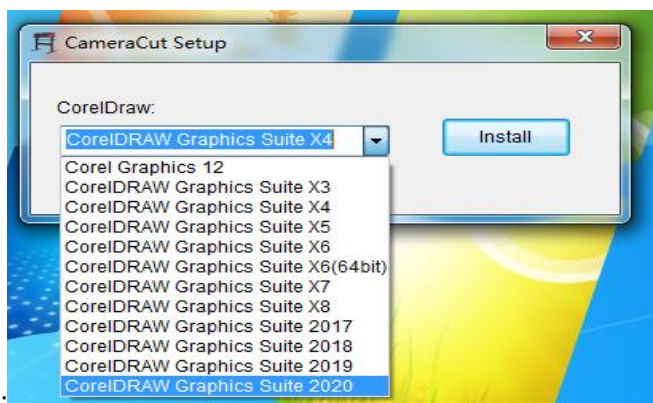 CameraCut Setup
CorelDraw:
CorelDRAW Graphics Suite X4
Install
Corel Graphics 12
CorelDRAW Graphics Suite X3
CorelDRAW Graphics Suite X4
CorelDRAW Graphics Suite X5
CorelDRAW Graphics Suite X6
CorelDRAW Graphics Suite X6(64bit)
CorelDRAW Graphics Suite X7
CorelDRAW Graphics Suite X8
CorelDRAW Graphics Suite 2017
CorelDRAW Graphics Suite 2018
CorelDRAW Graphics Suite 2019
CorelDRAW Graphics Suite 2020
.